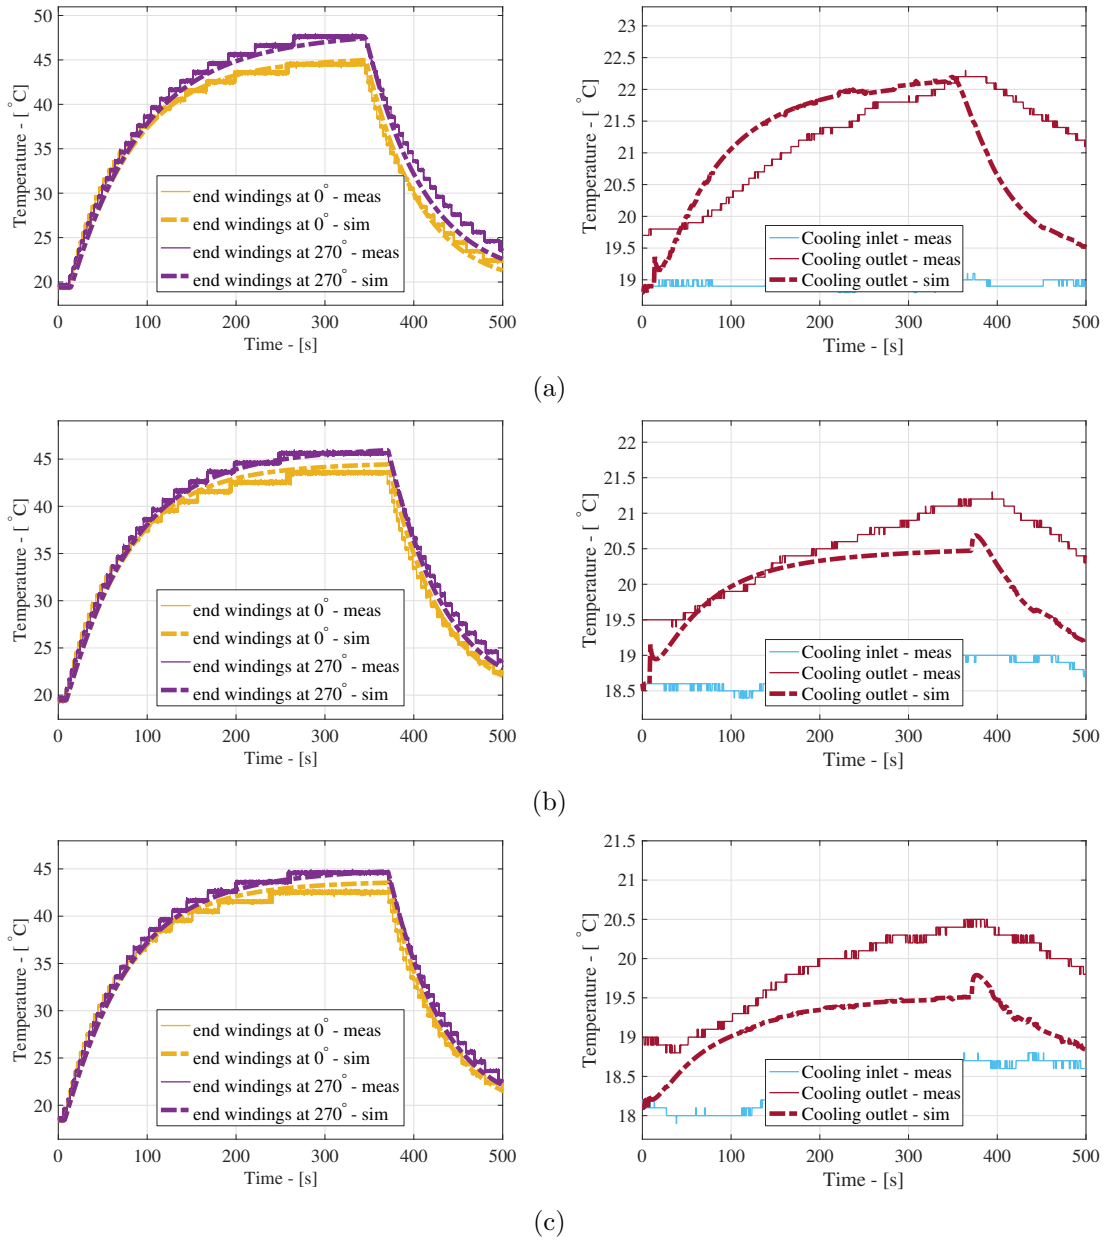 50
45
40
35
30
25
20
Temperature - [ °C]
end windings at 0° - meas
end windings at 0° - sim
end windings at 270° - meas
end windings at 270° - sim
0 100 200 300 400 500
Time - [s]
23
22.5
22
21.5
21
20.5
20
19.5
19
Temperature - [ °C]
Cooling inlet - meas
Cooling outlet - meas
Cooling outlet - sim
0 100 200 300 400 500
Time - [s]
(a)
45
40
35
30
25
20
Temperature - [ °C]
end windings at 0° - meas
end windings at 0° - sim
end windings at 270° - meas
end windings at 270° - sim
0 100 200 300 400 500
Time - [s]
22
21.5
21
20.5
20
19.5
19
18.5
Temperature - [ °C]
Cooling inlet - meas
Cooling outlet - meas
Cooling outlet - sim
0 100 200 300 400 500
Time - [s]
(b)
45
40
35
30
25
20
Temperature - [ °C]
end windings at 0° - meas
end windings at 0° - sim
end windings at 270° - meas
end windings at 270° - sim
0 100 200 300 400 500
Time - [s]
21.5
21
20.5
20
19.5
19
18.5
18
Temperature - [ °C]
Cooling inlet - meas
Cooling outlet - meas
Cooling outlet - sim
0 100 200 300 400 500
Time - [s]
(c)